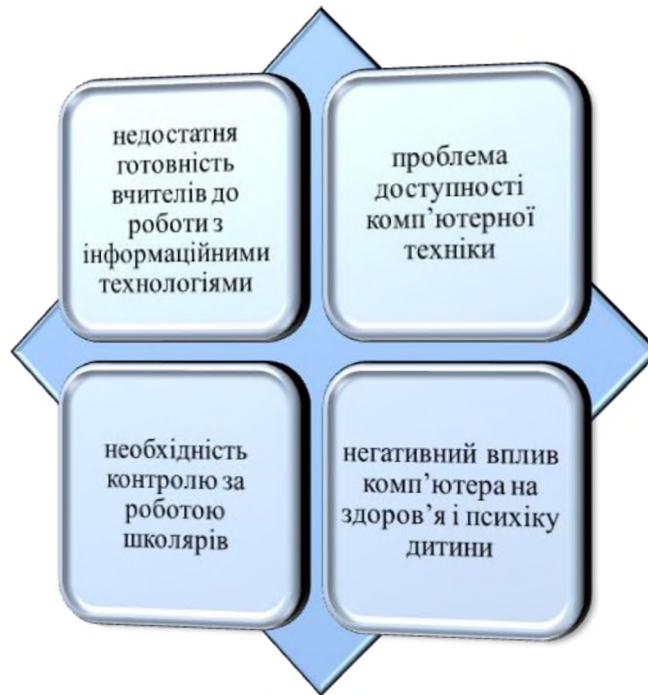 недостатня
готовність
вчителів до
роботи з
інформаційними
технологіями
проблема
доступності
комп’ютерної
техніки
необхідність
контролю за
роботою
школярів
негативний вплив
комп’ютера на
здоров’я і психіку
дитини